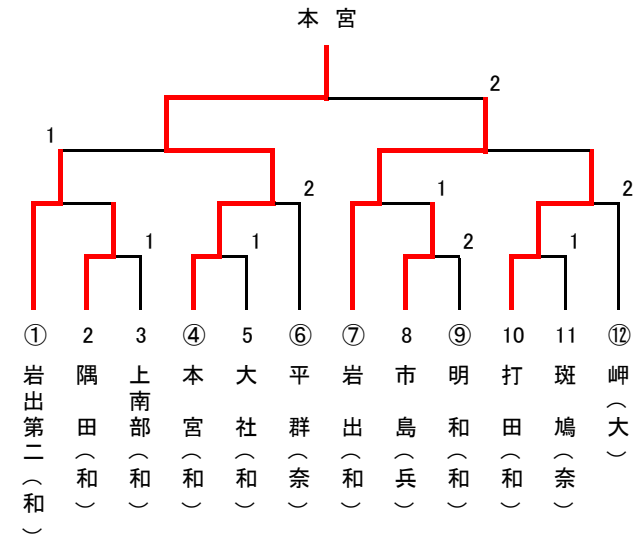 本宮
2
1
2
1
2
1
1
2
1
① 岩出第二(和)
2 隅田(和)
3 上南部(和)
④ 本宮(和)
5 大社(和)
⑥ 平群(奈)
⑦ 岩出(和)
8 市島(兵)
⑨ 明和(和)
10 打田(和)
11 斑鳩(奈)
⑫ 岬(大)